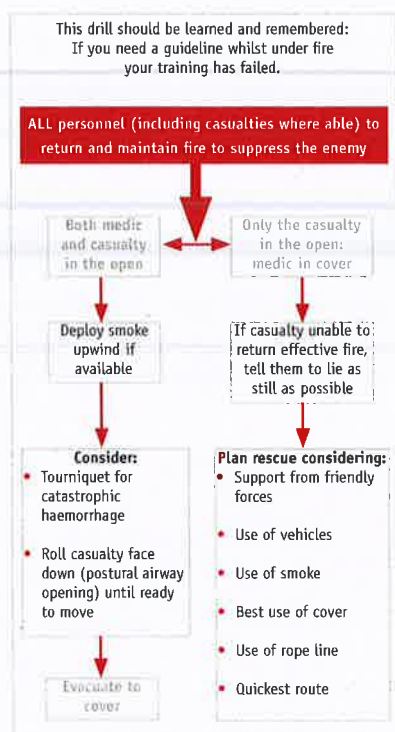 This drill should be learned and remembered:
If you need a guideline whilst under fire
your training has failed.
ALL personnel (including casualties where able) to
return and maintain fire to suppress the enemy
Both medic
and casualty
in the open
Only the casualty
in the open:
medic in cover
Deploy smoke
upwind if
available
If casualty unable to
return effective fire,
tell them to lie as
still as possible
Consider:
• Tourniquet for
catastrophic
haemorrhage
• Roll casualty face
down (postural airway
opening) until ready
to move
Plan rescue considering:
• Support from friendly
forces
• Use of vehicles
• Use of smoke
• Best use of cover
• Use of rope line
• Quickest route
Evacuate to
cover